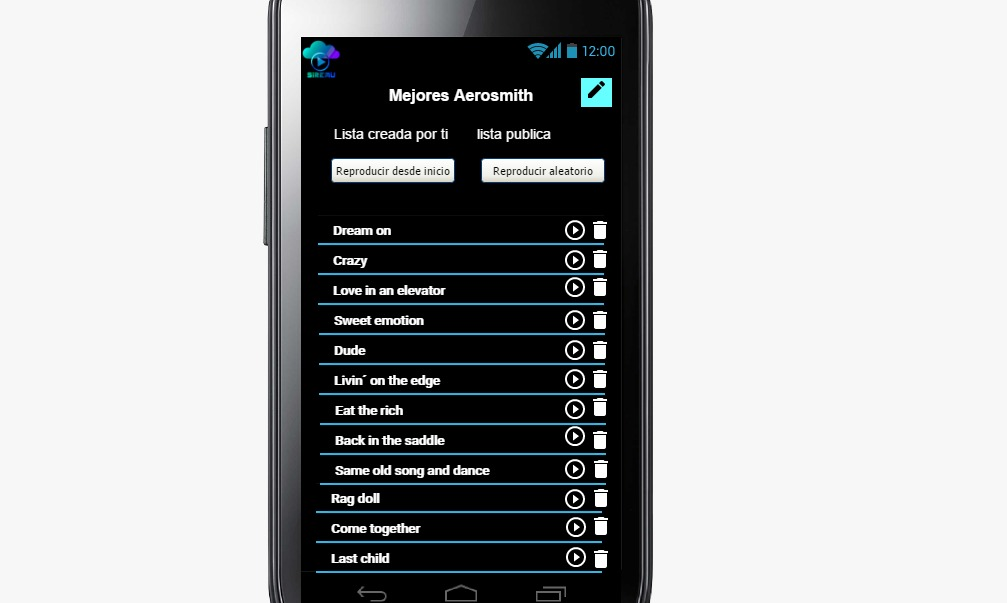 12:00
Mejores Aerosmith
Lista creada por ti lista publica
Reproducir desde inicio Reproducir aleatorio
Dream on
Crazy
Love in an elevator
Sweet emotion
Dude
Livin´ on the edge
Eat the rich
Back in the saddle
Same old song and dance
Rag doll
Come together
Last child